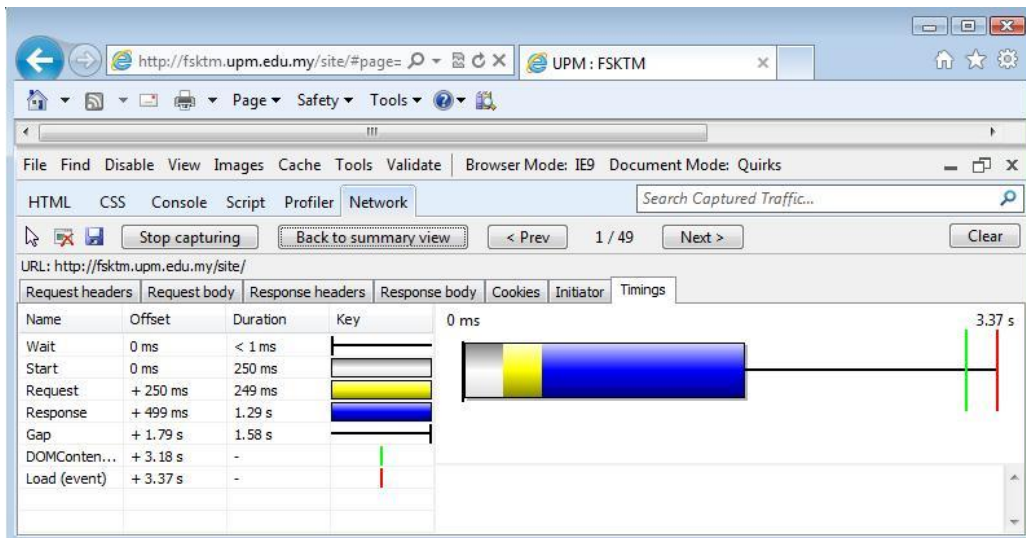 http://fsktm.upm.edu.my/site/#page= UPM : FSKTM
Page Safety Tools
File Find Disable View Images Cache Tools Validate Browser Mode: IE9 Document Mode: Quirks
HTML CSS Console Script Profiler Network Search Captured Traffic...
Stop capturing Back to summary view < Prev 1 / 49 Next > Clear
URL: http://fsktm.upm.edu.my/site/
Request headers Request body Response headers Response body Cookies Initiator Timings
Name Offset Duration Key 0 ms 3.37 s
Wait 0 ms < 1 ms
Start 0 ms 250 ms
Request + 250 ms 249 ms
Response + 499 ms 1.29 s
Gap + 1.79 s 1.58 s
DOMConten... + 3.18 s -
Load (event) + 3.37 s -